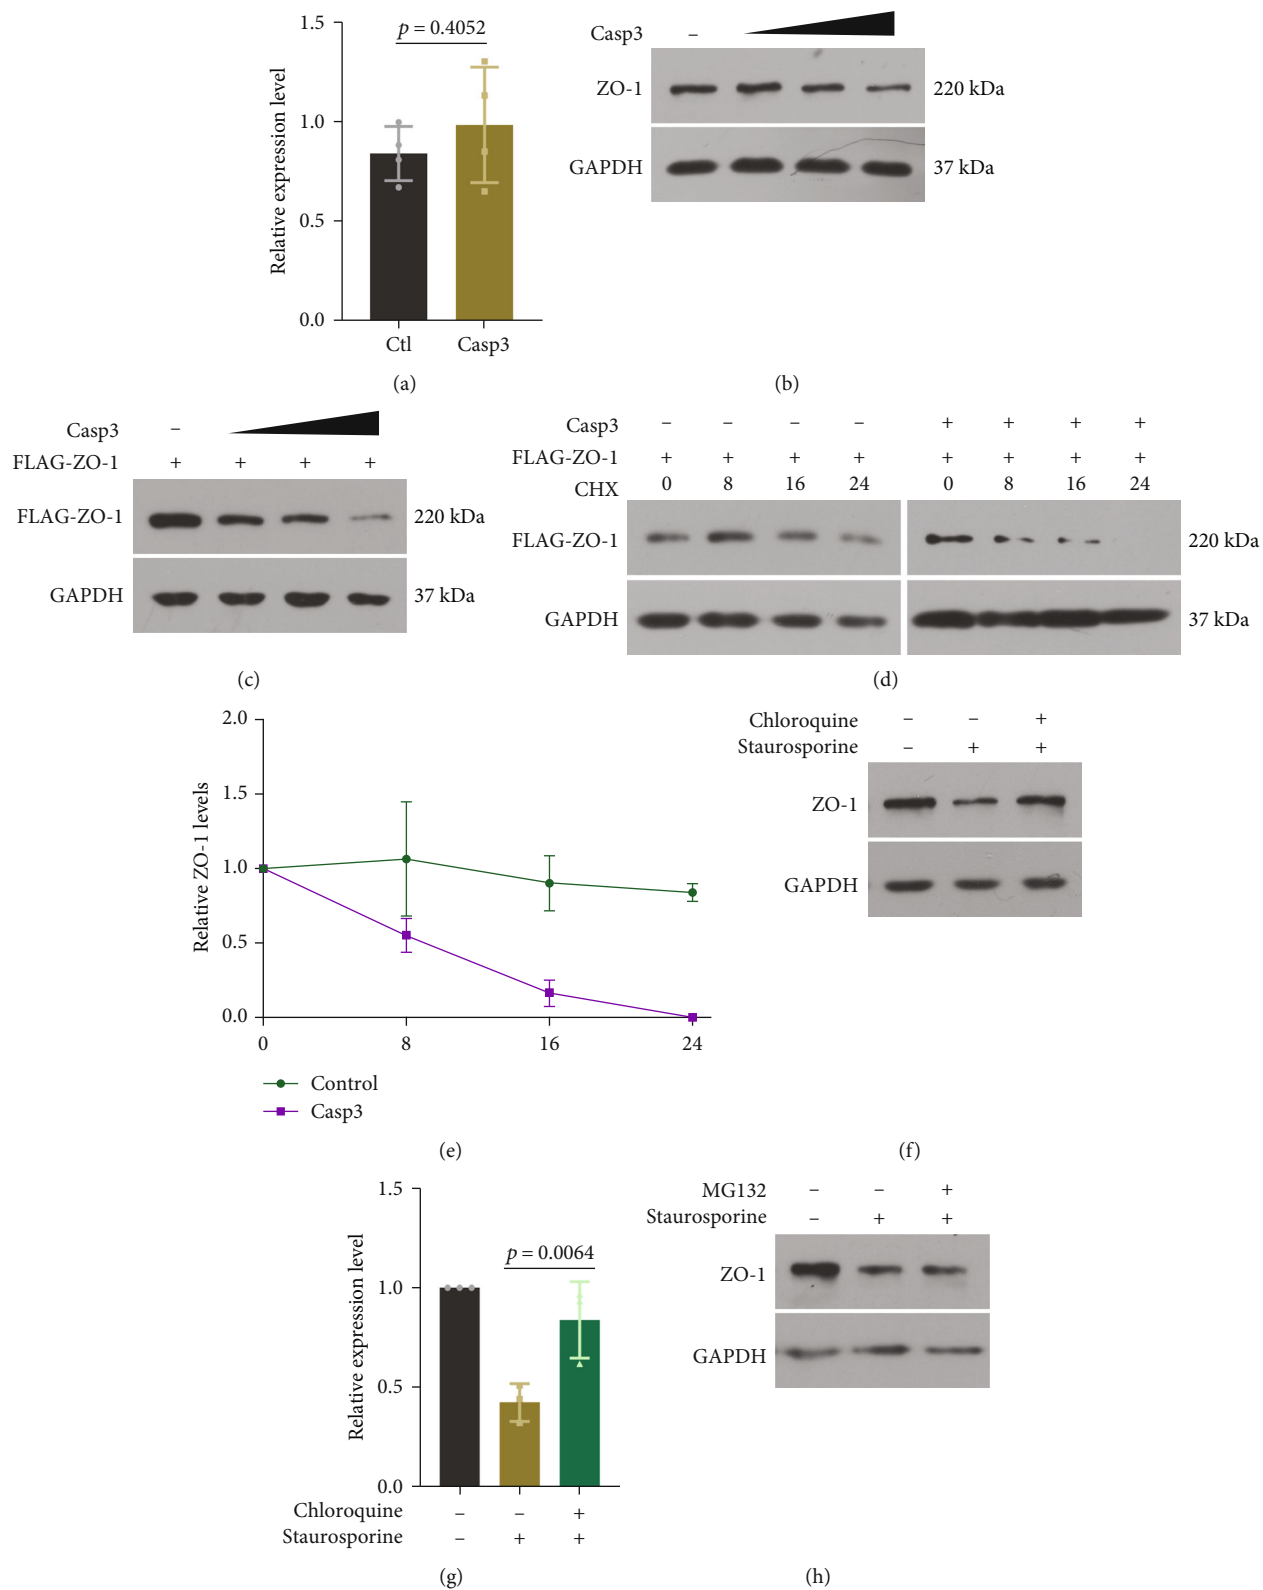 1.5
1.0
0.5
0.0
Relative expression level
p = 0.4052
Ctl Casp3
(a)
Casp3 –
ZO-1 220 kDa
GAPDH 37 kDa
(b)
Casp3 –
FLAG-ZO-1 + + + +
FLAG-ZO-1 220 kDa
GAPDH 37 kDa
(c)
Casp3 – – – – + + + +
FLAG-ZO-1 + + + + + + + +
CHX 0 8 16 24 0 8 16 24
FLAG-ZO-1 220 kDa
GAPDH 37 kDa
(d)
2.0
1.5
1.0
0.5
0.0
Relative ZO-1 levels
0 8 16 24
Control
Casp3
(e)
Chloroquine – – +
Staurosporine – + +
ZO-1
GAPDH
(f)
1.5
1.0
0.5
0.0
Relative expression level
p = 0.0064
Chloroquine – – +
Staurosporine – + +
(g)
MG132 – – +
Staurosporine – + +
ZO-1
GAPDH
(h)